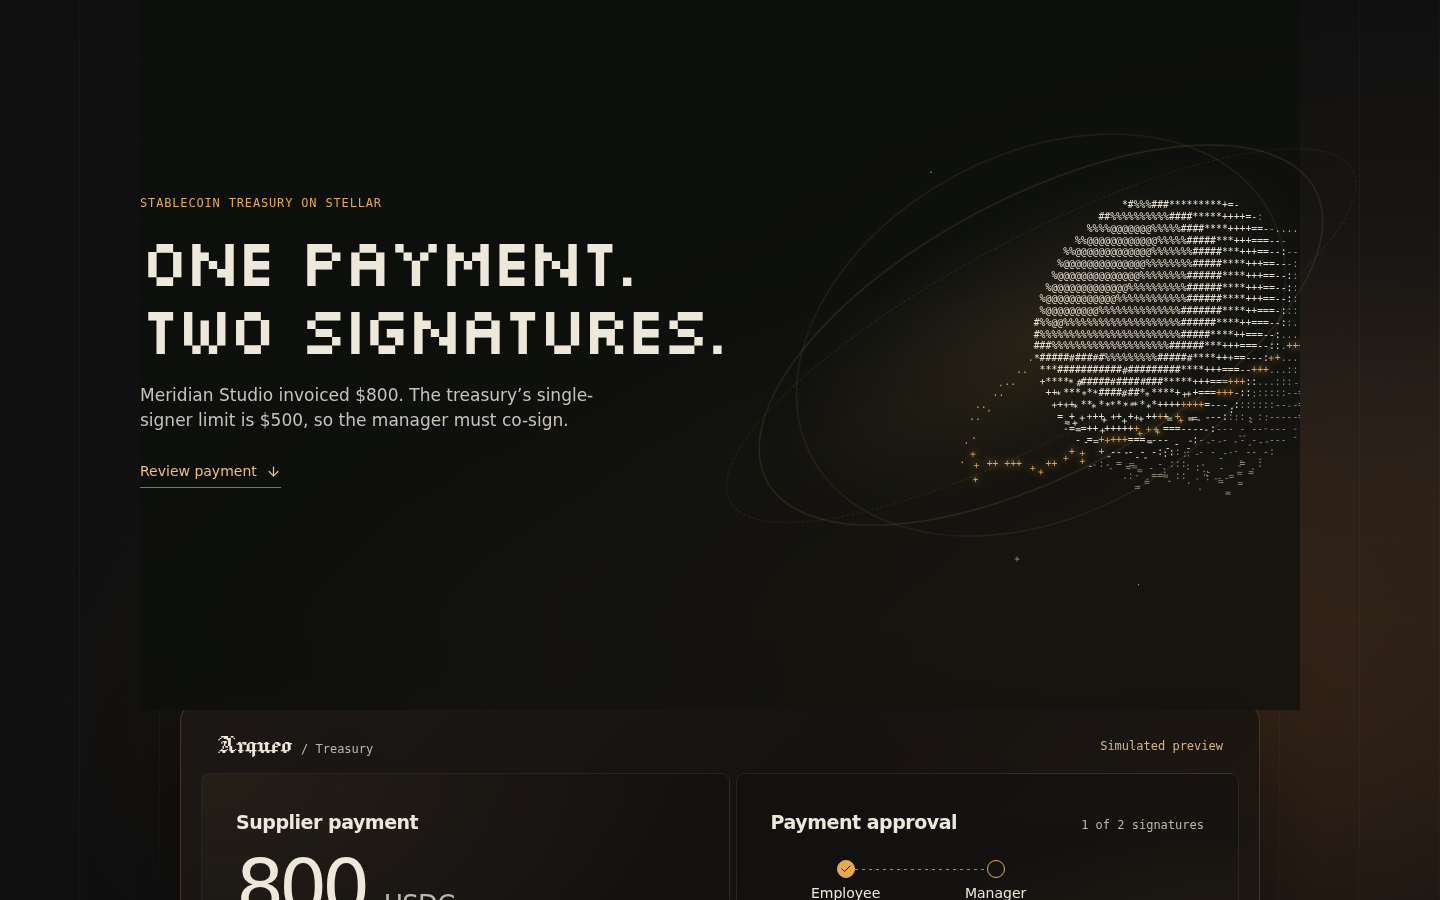 STABLECOIN TREASURY ON STELLAR
ONE PAYMENT.
TWO SIGNATURES.
Meridian Studio invoiced $800. The treasury’s single-
signer limit is $500, so the manager must co-sign.
Review payment ↓
Arqueo / Treasury
Simulated preview
Supplier payment
800 USDC
Payment approval
1 of 2 signatures
Employee
Manager